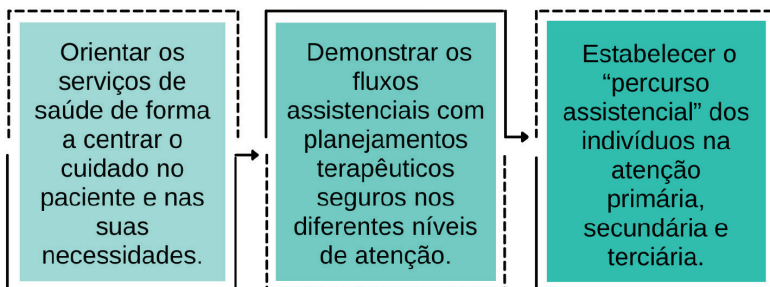 Orientar os
serviços de
saúde de forma
a centrar o
cuidado no
paciente e nas
suas
necessidades.
Demonstrar os
fluxos
assistenciais com
planejamentos
terapêuticos
seguros nos
diferentes níveis
de atenção.
Estabelecer o
“percurso
assistencial” dos
indivíduos na
atenção
primária,
secundária e
terciária.